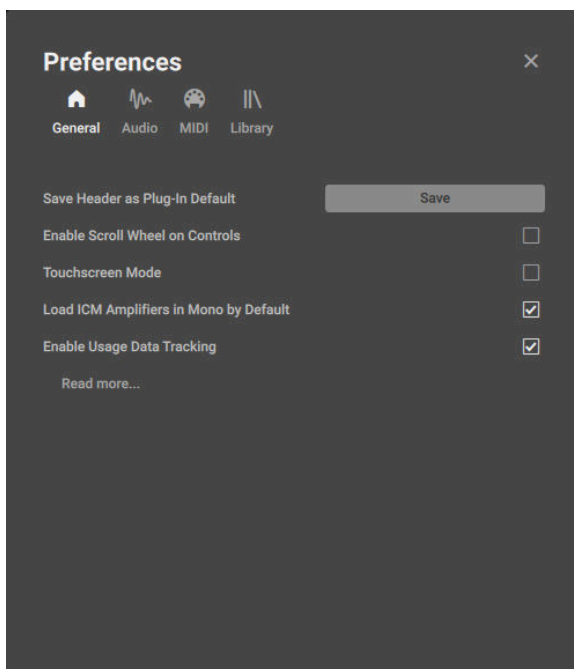 Preferences
General Audio MIDI Library
Save Header as Plug-In Default Save
Enable Scroll Wheel on Controls
Touchscreen Mode
Load ICM Amplifiers in Mono by Default
Enable Usage Data Tracking
Read more...